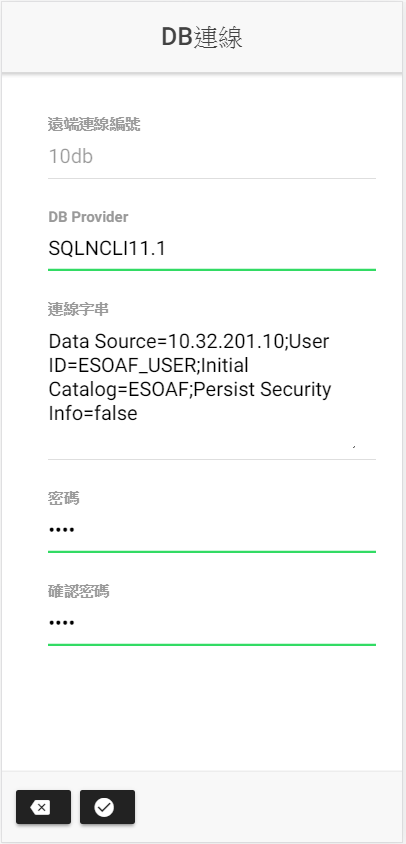 DB連線
遠端連線編號
10db
DB Provider
SQLNCLI11.1
連線字串
Data Source=10.32.201.10;User
ID=ESOAF_USER;Initial
Catalog=ESOAF;Persist Security
Info=false
密碼
••••
確認密碼
••••